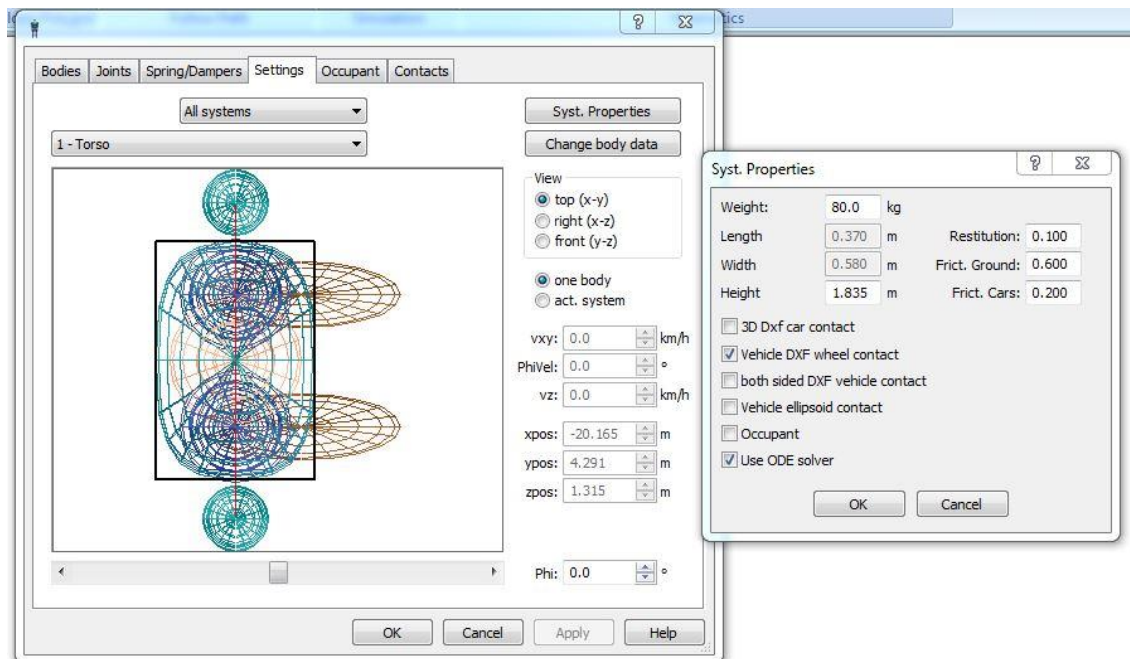 tics
Bodies Joints Spring/Dampers Settings Occupant Contacts
All systems
Syst. Properties
1 - Torso
Change body data
View
top (x-y)
right (x-z)
front (y-z)
one body
act. system
vxy: 0.0 km/h
PhiVel: 0.0 °
vz: 0.0 km/h
xpos: -20.165 m
ypos: 4.291 m
zpos: 1.315 m
Phi: 0.0 °
OK Cancel Apply Help
Syst. Properties
Weight: 80.0 kg
Length 0.370 m Restitution: 0.100
Width 0.580 m Frict. Ground: 0.600
Height 1.835 m Frict. Cars: 0.200
3D Dxf car contact
Vehicle DXF wheel contact
both sided DXF vehicle contact
Vehicle ellipsoid contact
Occupant
Use ODE solver
OK Cancel